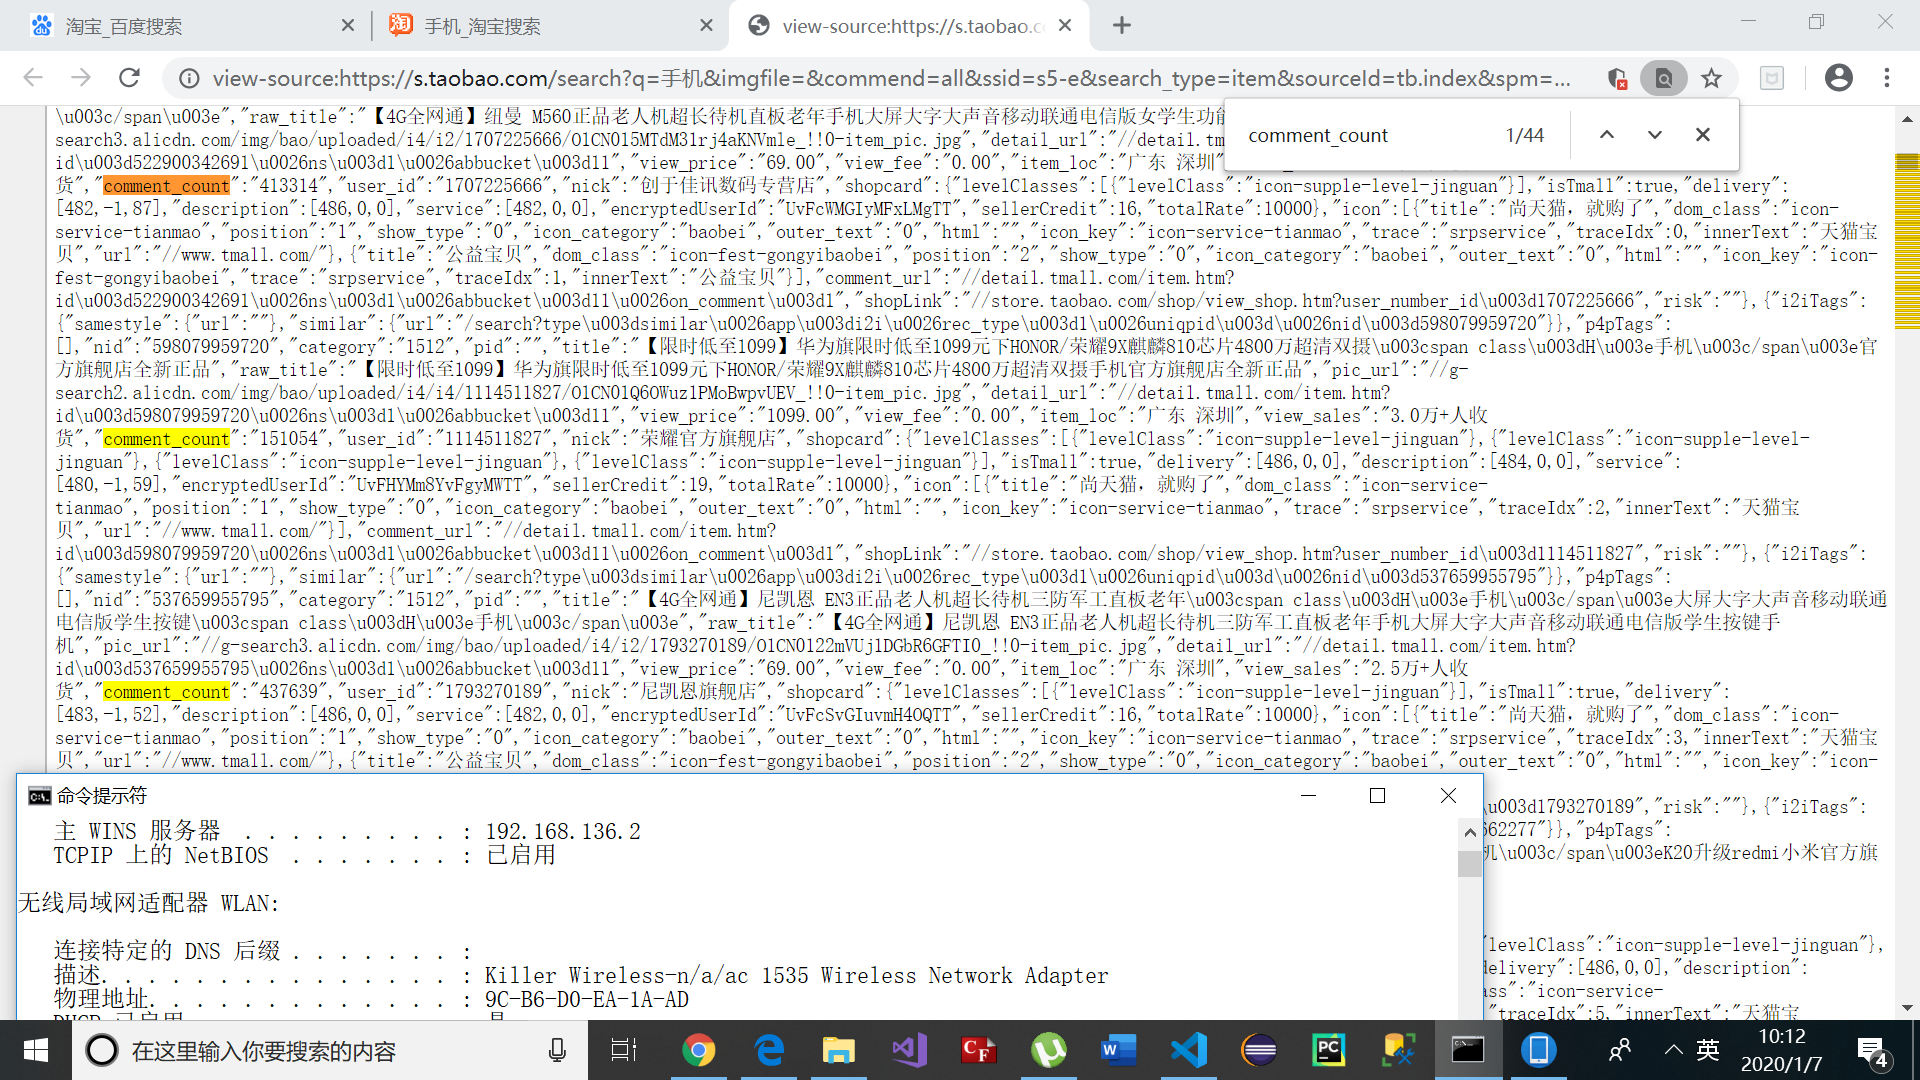 淘宝_百度搜索
手机_淘宝搜索
view-source:https://s.taobao.co
view-source:https://s.taobao.com/search?q=手机&imgfile=&commend=all&ssid=s5-e&search_type=item&sourceId=tb.index&spm=...
comment_count 1/44
\u003c/span\u003e","raw_title":"【4G全网通】纽曼 M560正品老人机超长待机直板老年手机大屏大字大声音移动联通电信版女学生功
search3.alicdn.com/img/bao/uploaded/i4/i2/1707225666/O1CN015MTdM31rj4aKNVmle_!!0-item_pic.jpg","detail_url":"//detail.
id\u003d522900342691\u0026ns\u003d1\u0026abbucket\u003d11","view_price":"69.00","view_fee":"0.00","item_loc":"广东 深圳"
货","comment_count":"413314","user_id":"1707225666","nick":"创于佳讯数码专营店","shopcard":{"levelClasses":[{"levelClass":"icon-supple-level-jinguan"}],"isTmall":true,"delivery":
[482,-1,87],"description":[486,0,0],"service":[482,0,0],"encryptedUserId":"UvFcWMGIyMFxLMgTT","sellerCredit":16,"totalRate":10000},"icon":[{"title":"尚天猫，就购了","dom_class":"icon-
service-tianmao","position":"1","show_type":"0","icon_category":"baobei","outer_text":"0","html":"","icon_key":"icon-service-tianmao","trace":"srpservice","traceIdx":0,"innerText":"天猫宝
贝","url":"//www.tmall.com/"},{"title":"公益宝贝","dom_class":"icon-fest-gongyibaobei","position":"2","show_type":"0","icon_category":"baobei","outer_text":"0","html":"","icon_key":"icon-
fest-gongyibaobei","trace":"srpservice","traceIdx":1,"innerText":"公益宝贝"}],"comment_url":"//detail.tmall.com/item.htm?
id\u003d522900342691\u0026ns\u003d1\u0026abbucket\u003d11\u0026on_comment\u003d1","shopLink":"//store.taobao.com/shop/view_shop.htm?user_number_id\u003d1707225666","risk":""},{"i2iTags":
{"samestyle":{"url":""},"similar":{"url":"/search?type\u003dsimilar\u0026app\u003di2i\u0026rec_type\u003d1\u0026uniqpid\u003d\u0026nid\u003d598079959720"}},"p4pTags":
[],"nid":"598079959720","category":"1512","pid":"","title":"【限时低至1099】华为旗限时低至1099元下HONOR/荣耀9X麒麟810芯片4800万超清双摄\u003cspan class\u003dH\u003e手机\u003c/span\u003e官
方旗舰店全新正品","raw_title":"【限时低至1099】华为旗限时低至1099元下HONOR/荣耀9X麒麟810芯片4800万超清双摄手机官方旗舰店全新正品","pic_url":"//g-
search2.alicdn.com/img/bao/uploaded/i4/i4/1114511827/O1CN01Q6OWuz1PMoBwpvUEV_!!0-item_pic.jpg","detail_url":"//detail.tmall.com/item.htm?
id\u003d598079959720\u0026ns\u003d1\u0026abbucket\u003d11","view_price":"1099.00","view_fee":"0.00","item_loc":"广东 深圳","view_sales":"3.0万+人收
货","comment_count":"151054","user_id":"1114511827","nick":"荣耀官方旗舰店","shopcard":{"levelClasses":[{"levelClass":"icon-supple-level-jinguan"},{"levelClass":"icon-supple-level-
jinguan"},{"levelClass":"icon-supple-level-jinguan"},{"levelClass":"icon-supple-level-jinguan"}],"isTmall":true,"delivery":[486,0,0],"description":[484,0,0],"service":
[480,-1,59],"encryptedUserId":"UvFHYMm8YvFgyMWTT","sellerCredit":19,"totalRate":10000},"icon":[{"title":"尚天猫，就购了","dom_class":"icon-service-
tianmao","position":"1","show_type":"0","icon_category":"baobei","outer_text":"0","html":"","icon_key":"icon-service-tianmao","trace":"srpservice","traceIdx":2,"innerText":"天猫宝
贝","url":"//www.tmall.com/"}],"comment_url":"//detail.tmall.com/item.htm?
id\u003d598079959720\u0026ns\u003d1\u0026abbucket\u003d11\u0026on_comment\u003d1","shopLink":"//store.taobao.com/shop/view_shop.htm?user_number_id\u003d1114511827","risk":""},{"i2iTags":
{"samestyle":{"url":""},"similar":{"url":"/search?type\u003dsimilar\u0026app\u003di2i\u0026rec_type\u003d1\u0026uniqpid\u003d\u0026nid\u003d537659955795"}},"p4pTags":
[],"nid":"537659955795","category":"1512","pid":"","title":"【4G全网通】尼凯恩 EN3正品老人机超长待机三防军工直板老年\u003cspan class\u003dH\u003e手机\u003c/span\u003e大屏大字大声音移动联通
电信版学生按键\u003cspan class\u003dH\u003e手机\u003c/span\u003e","raw_title":"【4G全网通】尼凯恩 EN3正品老人机超长待机三防军工直板老年手机大屏大字大声音移动联通电信版学生按键手
机","pic_url":"//g-search3.alicdn.com/img/bao/uploaded/i4/i2/1793270189/O1CN0122mVUj1DGbR6GFTI0_!!0-item_pic.jpg","detail_url":"//detail.tmall.com/item.htm?
id\u003d537659955795\u0026ns\u003d1\u0026abbucket\u003d11","view_price":"69.00","view_fee":"0.00","item_loc":"广东 深圳","view_sales":"2.5万+人收
货","comment_count":"437639","user_id":"1793270189","nick":"尼凯恩旗舰店","shopcard":{"levelClasses":[{"levelClass":"icon-supple-level-jinguan"}],"isTmall":true,"delivery":
[483,-1,52],"description":[486,0,0],"service":[482,0,0],"encryptedUserId":"UvFcSvGIuvmH4OQTT","sellerCredit":16,"totalRate":10000},"icon":[{"title":"尚天猫，就购了","dom_class":"icon-
service-tianmao","position":"1","show_type":"0","icon_category":"baobei","outer_text":"0","html":"","icon_key":"icon-service-tianmao","trace":"srpservice","traceIdx":3,"innerText":"天猫宝
贝","url":"//www.tmall.com/"},{"title":"公益宝贝","dom_class":"icon-fest-gongyibaobei","position":"2","show_type":"0","icon_category":"baobei","outer_text":"0","html":"","icon_key":"icon-
\u003d1793270189","risk":""},{"i2iTags":
562277"}},"p4pTags":
机\u003c/span\u003eK20升级redmi小米官方旗
"levelClass":"icon-supple-level-jinguan"},
delivery":[486,0,0],"description":
ass":"icon-service-
"traceIdx":5,"innerText":"天猫宝
命令提示符
主 WINS 服务器 . . . . . . . . . : 192.168.136.2
TCPIP 上的 NetBIOS . . . . . . . : 已启用
无线局域网适配器 WLAN:
连接特定的 DNS 后缀 . . . . . . . :
描述. . . . . . . . . . . . . . . : Killer Wireless-n/a/ac 1535 Wireless Network Adapter
物理地址. . . . . . . . . . . . . : 9C-B6-D0-EA-1A-AD
在这里输入你要搜索的内容
英
10:12
2020/1/7
4